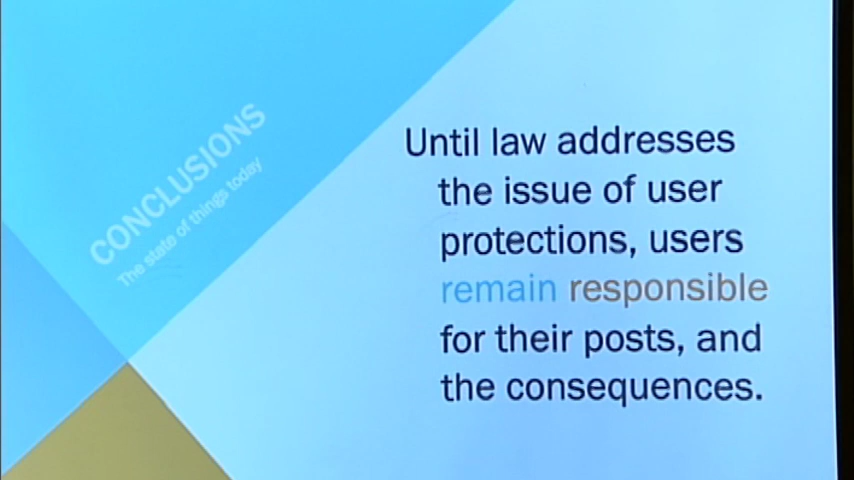 CONCLUSIONS
The state of things today
Until law addresses
the issue of user
protections, users
remain responsible
for their posts, and
the consequences.